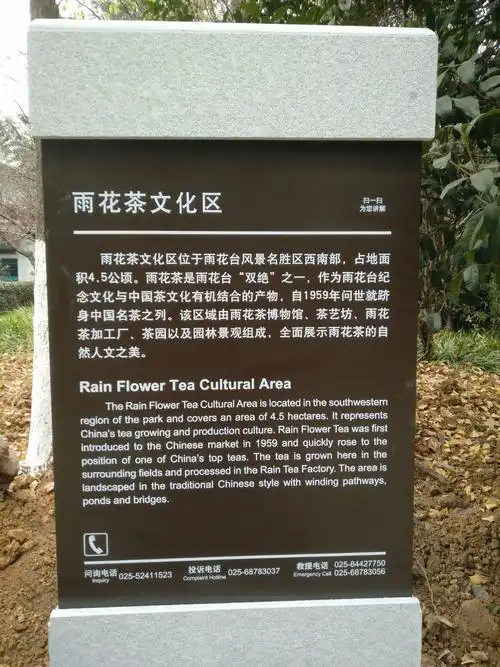 雨花茶文化区
扫一扫
为您讲解
雨花茶文化区位于雨花台风景名胜区西南部，占地面
积4.5公顷。雨花茶是雨花台“双绝”之一，作为雨花台纪
念文化与中国茶文化有机结合的产物，自1959年问世就跻
身中国名茶之列。该区域由雨花茶博物馆、茶艺坊、雨花
茶加工厂、茶园以及园林景观组成，全面展示雨花茶的自
然人文之美。
Rain Flower Tea Cultural Area
The Rain Flower Tea Cultural Area is located in the southwestern
region of the park and covers an area of 4.5 hectares. It represents
China's tea growing and production culture. Rain Flower Tea was first
introduced to the Chinese market in 1959 and quickly rose to the
position of one of China's top teas. The tea is grown here in the
surrounding fields and processed in the Rain Tea Factory. The area is
landscaped in the traditional Chinese style with winding pathways,
ponds and bridges.
问询电话 025-52411523
Inquiry
投诉电话 025-68783037
Complaint Hotline
救援电话 025-84427750
Emergency Call 025-68783056